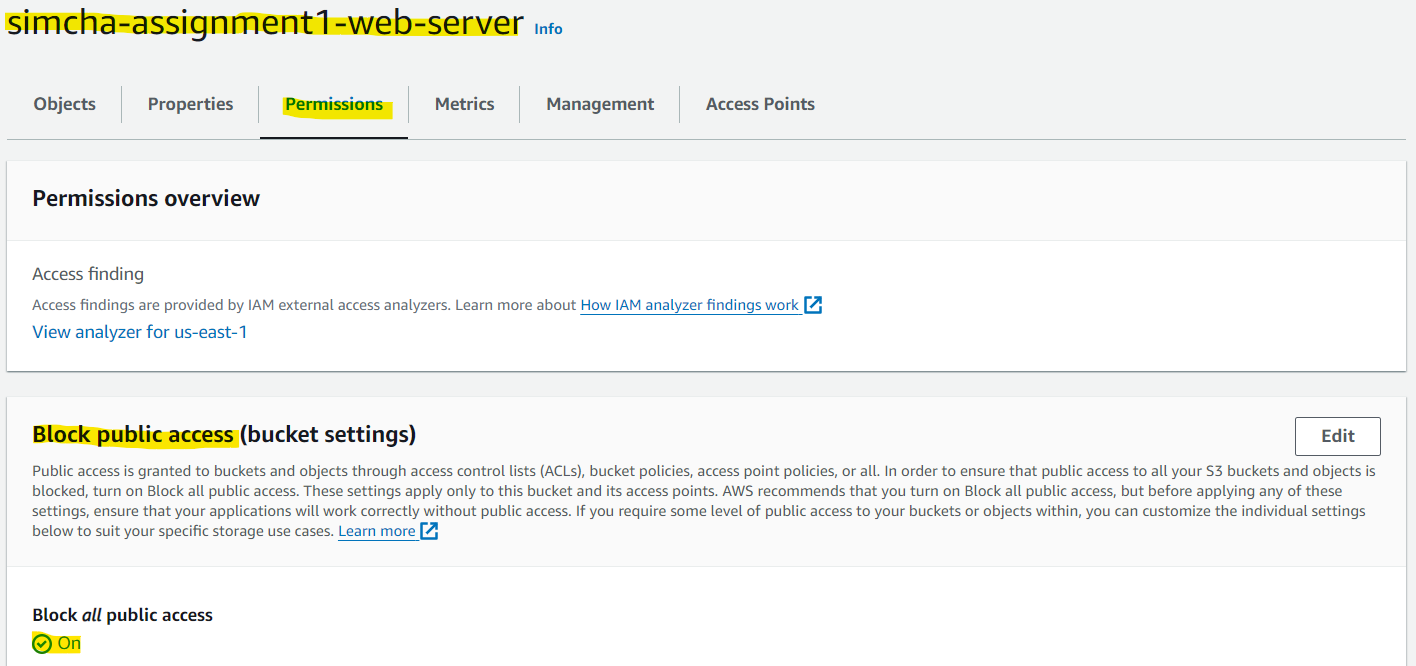 simcha-assignment1-web-server Info
Objects Properties Permissions Metrics Management Access Points
Permissions overview
Access finding
Access findings are provided by IAM external access analyzers. Learn more about How IAM analyzer findings work
View analyzer for us-east-1
Block public access (bucket settings) Edit
Public access is granted to buckets and objects through access control lists (ACLs), bucket policies, access point policies, or all. In order to ensure that public access to all your S3 buckets and objects is
blocked, turn on Block all public access. These settings apply only to this bucket and its access points. AWS recommends that you turn on Block all public access, but before applying any of these
settings, ensure that your applications will work correctly without public access. If you require some level of public access to your buckets or objects within, you can customize the individual settings
below to suit your specific storage use cases. Learn more
Block all public access
On